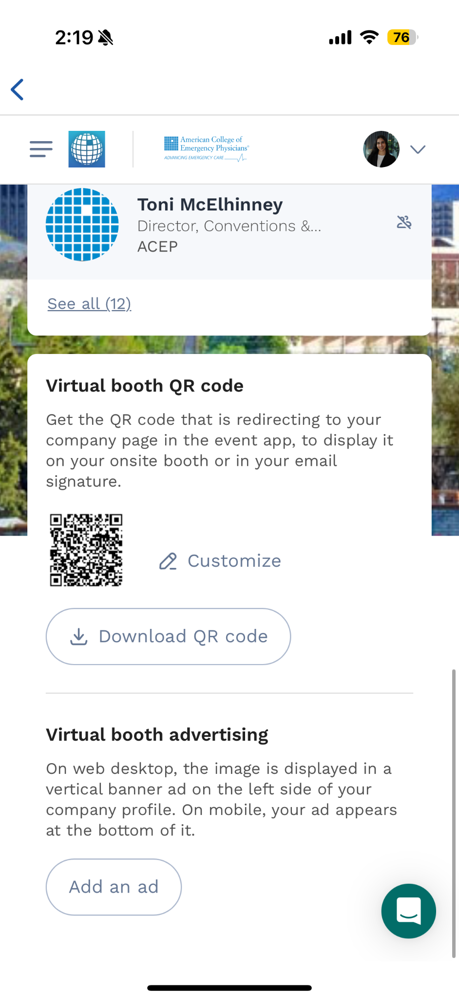 2:19
76
American College of
Emergency Physicians®
ADVANCING EMERGENCY CARE
Toni McElhinney
Director, Conventions &...
ACEP
See all (12)
Virtual booth QR code
Get the QR code that is redirecting to your
company page in the event app, to display it
on your onsite booth or in your email
signature.
Customize
Download QR code
Virtual booth advertising
On web desktop, the image is displayed in a
vertical banner ad on the left side of your
company profile. On mobile, your ad appears
at the bottom of it.
Add an ad